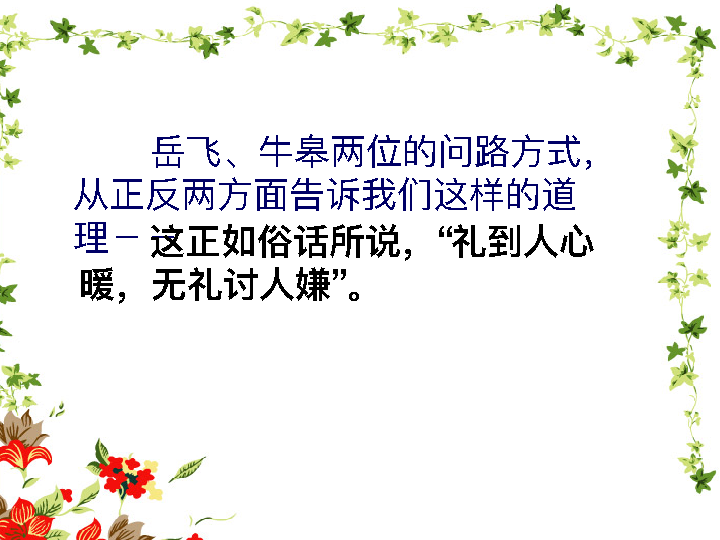 岳飞、牛皋两位的问路方式，
从正反两方面告诉我们这样的道
理－这正如俗话所说，“礼到人心
暖，无礼讨人嫌”。